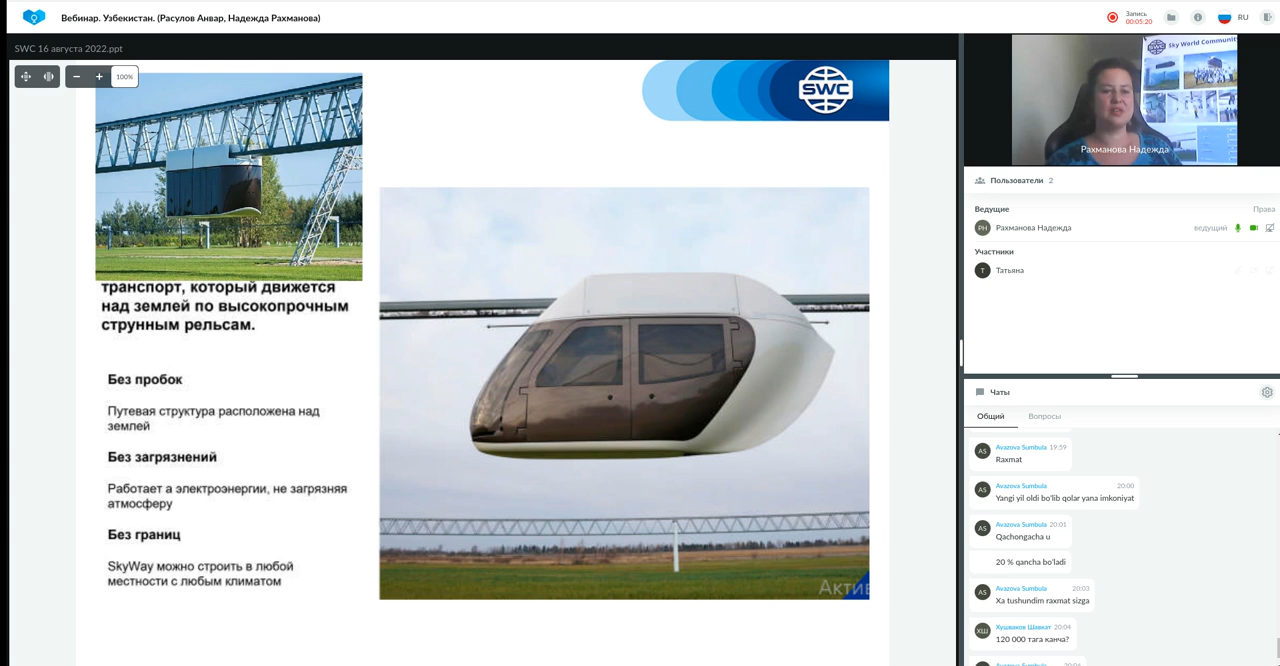 Вебинар. Узбекистан. (Расулов Анвар, Надежда Рахманова)
Запись
00:05:20
RU
SWC 16 августа 2022.ppt
100%
SWC
транспорт, который движется
над землей по высокопрочным
струнным рельсам.
Без пробок
Путевая структура расположена над
землей
Без загрязнений
Работает а электроэнергии, не загрязняя
атмосферу
Без границ
SkyWay можно строить в любой
местности с любым климатом
Актив
SWC
Sky World Community
Рахманова Надежда
Пользователи 2
Ведущие Права
РН Рахманова Надежда ведущий
Участники
Т Татьяна
Чаты
Общий Вопросы
AS Avazova Sumbula 19:59
Raxmat
AS Avazova Sumbula 20:00
Yangi yil oldi bo'lib qolar yana imkoniyat
AS Avazova Sumbula 20:01
Qachongacha u
20 % qancha bo'ladi
AS Avazova Sumbula 20:03
Xa tushundim raxmat sizga
ХШ Хушваков Шавкат 20:04
120 000 тага канча?
Avazova Sumbula 20:06